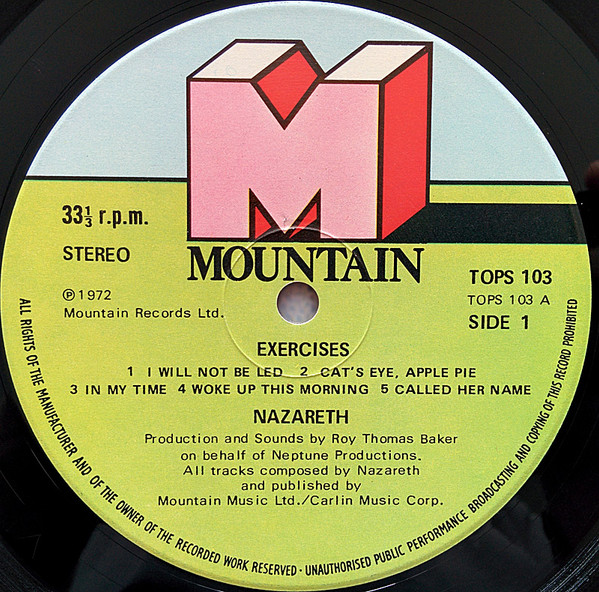 M
MOUNTAIN
33⅓ r.p.m.
STEREO
℗ 1972
Mountain Records Ltd.
TOPS 103
TOPS 103 A
SIDE 1
EXERCISES
1 I WILL NOT BE LED 2 CAT'S EYE, APPLE PIE
3 IN MY TIME 4 WOKE UP THIS MORNING 5 CALLED HER NAME
NAZARETH
Production and Sounds by Roy Thomas Baker
on behalf of Neptune Productions.
All tracks composed by Nazareth
and published by
Mountain Music Ltd./Carlin Music Corp.
ALL RIGHTS OF THE MANUFACTURER AND OF THE OWNER OF THE RECORDED WORK RESERVED · UNAUTHORISED PUBLIC PERFORMANCE BROADCASTING AND COPYING OF THIS RECORD PROHIBITED